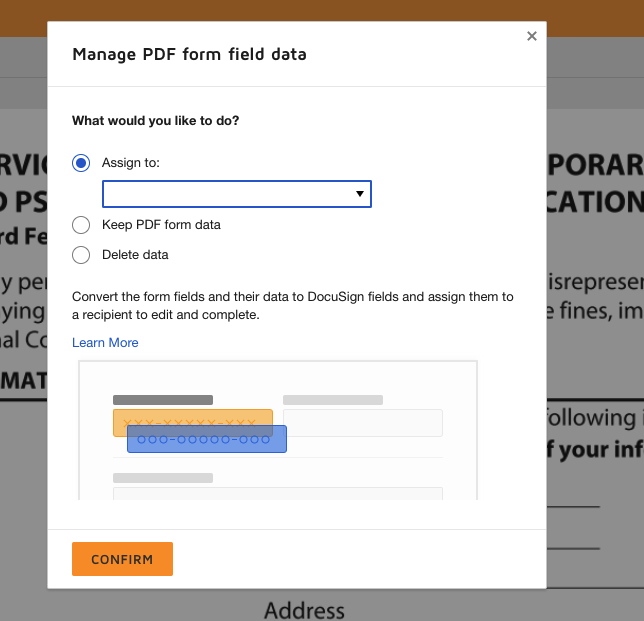 Manage PDF form field data
×
What would you like to do?
Assign to:
Keep PDF form data
Delete data
Convert the form fields and their data to DocuSign fields and assign them to
a recipient to edit and complete.
Learn More
XXX-XXXXX-XXX
OOO-OOOOO-OOO
CONFIRM
RVI
PORAR
D PS
CATION
rd Fe
y per
isreprese
ying
e fines, im
al Co
MAT
following i
f your inf
Address